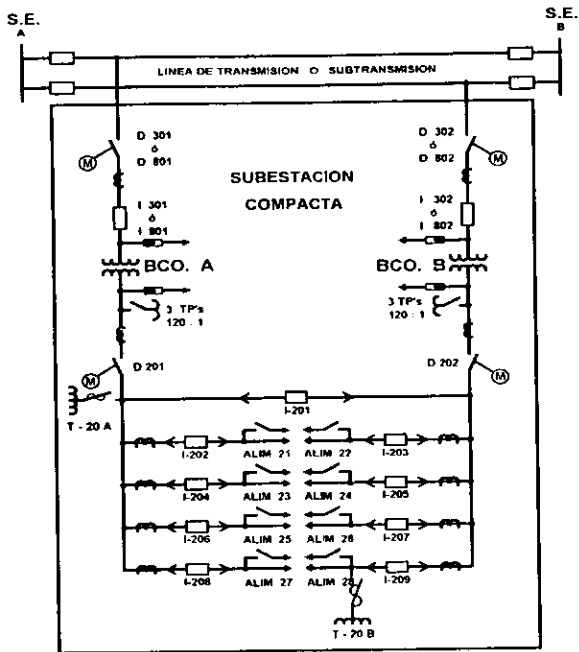 S.E.
A
S.E.
B
LINEA DE TRANSMISION O SUBTRANSMISION
D 301
ó
D 801
M
D 302
ó
D 802
M
SUBESTACION
COMPACTA
I 301
ó
I 801
I 302
ó
I 802
BCO. A
BCO. B
3 TP's
120 : 1
3 TP's
120 : 1
M
D 201
D 202
M
T - 20 A
I-201
I-202
ALIM 21
ALIM 22
I-203
I-204
ALIM 23
ALIM 24
I-205
I-206
ALIM 25
ALIM 26
I-207
I-208
ALIM 27
ALIM 28
I-209
T - 20 B